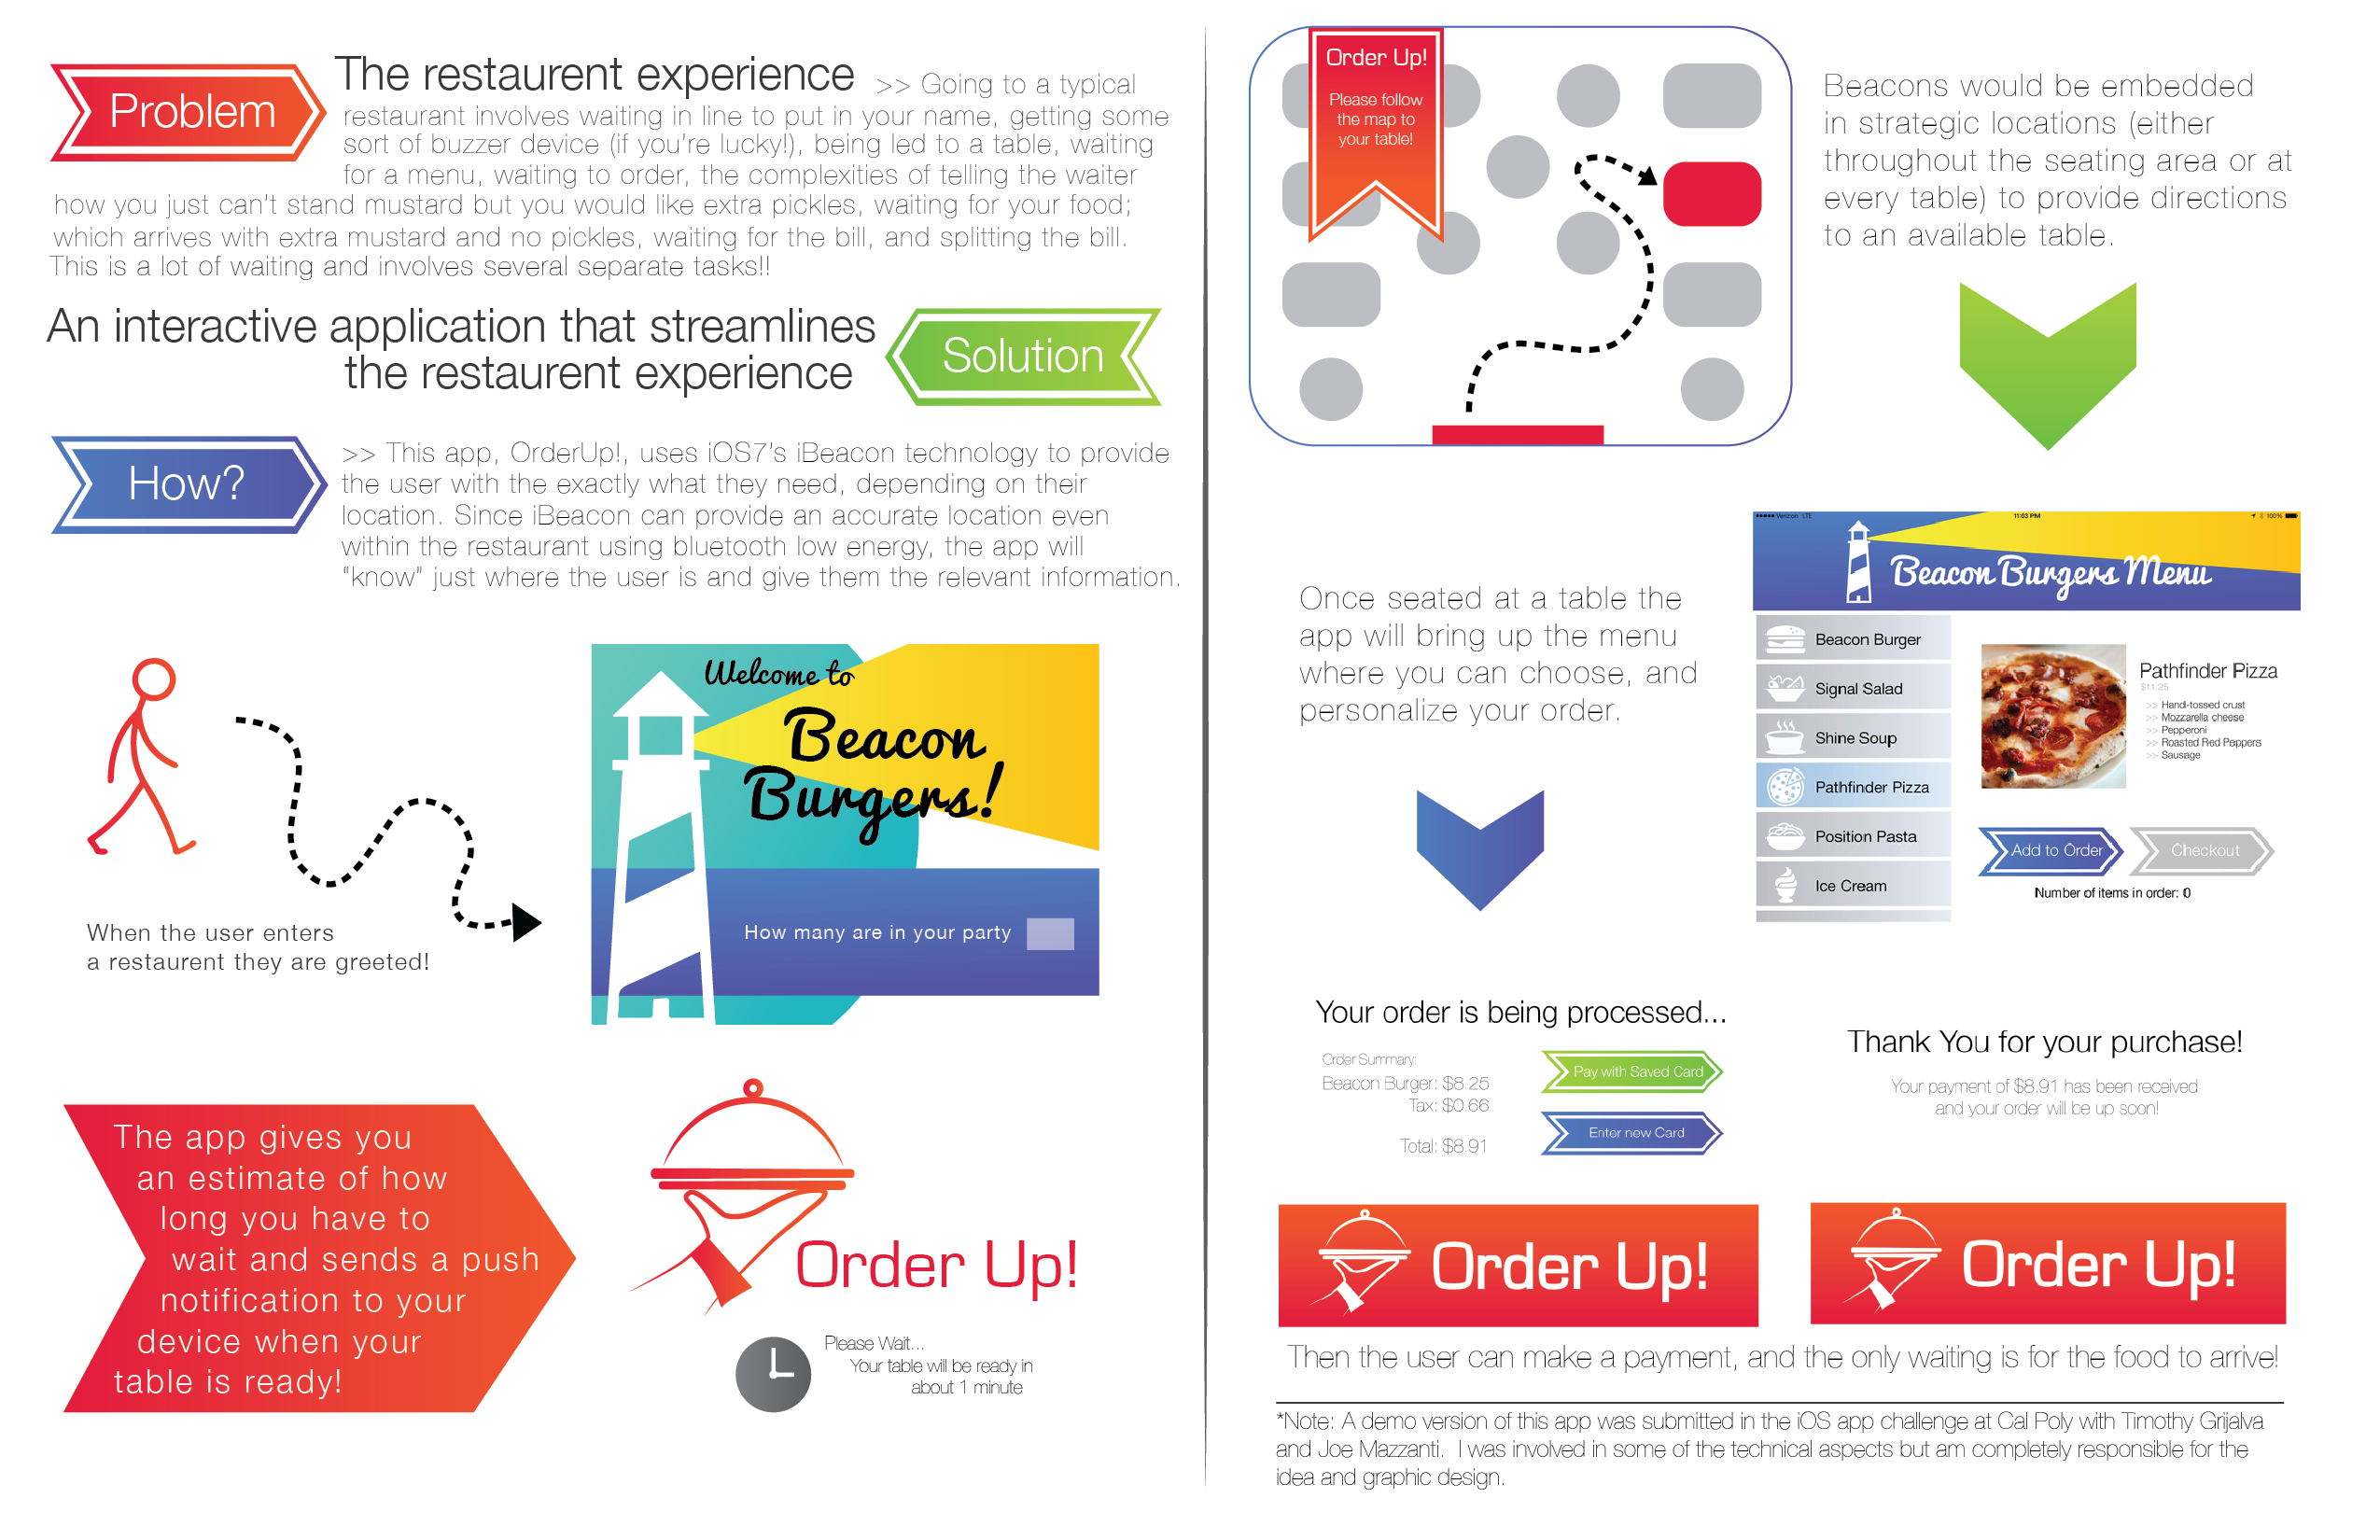 Problem
The restaurent experience >> Going to a typical
restaurant involves waiting in line to put in your name, getting some
sort of buzzer device (if you're lucky!), being led to a table, waiting
for a menu, waiting to order, the complexities of telling the waiter
how you just can't stand mustard but you would like extra pickles, waiting for your food;
which arrives with extra mustard and no pickles, waiting for the bill, and splitting the bill.
This is a lot of waiting and involves several separate tasks!!
An interactive application that streamlines
the restaurent experience
Solution
How?
>> This app, OrderUp!, uses iOS7's iBeacon technology to provide
the user with the exactly what they need, depending on their
location. Since iBeacon can provide an accurate location even
within the restaurant using bluetooth low energy, the app will
"know" just where the user is and give them the relevant information.
When the user enters
a restaurent they are greeted!
Welcome to
Beacon
Burgers!
How many are in your party
The app gives you
an estimate of how
long you have to
wait and sends a push
notification to your
device when your
table is ready!
Order Up!
Please Wait...
Your table will be ready in
about 1 minute
Order Up!
Please follow
the map to
your table!
Beacons would be embedded
in strategic locations (either
throughout the seating area or at
every table) to provide directions
to an available table.
Once seated at a table the
app will bring up the menu
where you can choose, and
personalize your order.
Verizon LTE 11:03 PM 100%
Beacon Burgers Menu
Beacon Burger
Signal Salad
Shine Soup
Pathfinder Pizza
Position Pasta
Ice Cream
Pathfinder Pizza
$11.25
>> Hand-tossed crust
>> Mozzarella cheese
>> Pepperoni
>> Roasted Red Peppers
>> Sausage
Add to Order
Checkout
Number of items in order: 0
Your order is being processed...
Order Summary:
Beacon Burger: $8.25
Tax: $0.66
Total: $8.91
Pay with Saved Card
Enter new Card
Thank You for your purchase!
Your payment of $8.91 has been received
and your order will be up soon!
Order Up!
Order Up!
Then the user can make a payment, and the only waiting is for the food to arrive!
*Note: A demo version of this app was submitted in the iOS app challenge at Cal Poly with Timothy Grijalva
and Joe Mazzanti. I was involved in some of the technical aspects but am completely responsible for the
idea and graphic design.